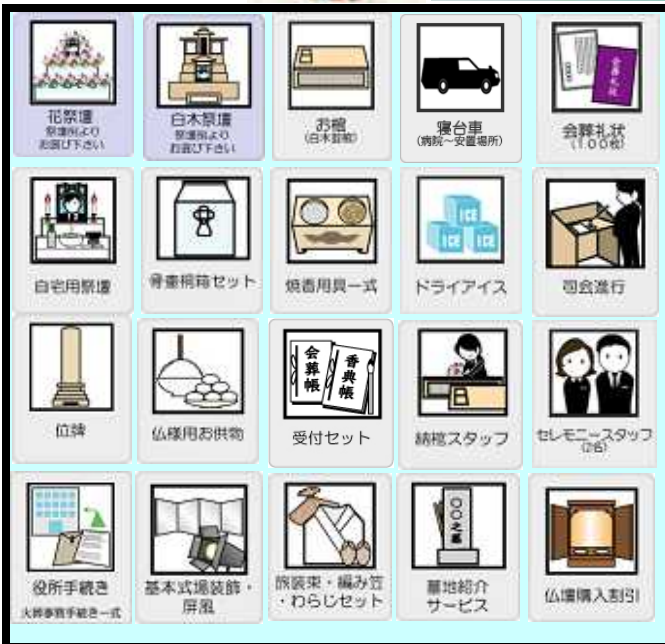 花祭壇
祭壇例より
お選び下さい
白木祭壇
祭壇例より
お選び下さい
お棺
寝台車
(病院～安置場所)
会葬礼状
会葬礼状
(100枚)
自宅用祭壇
骨壷桐箱セット
焼香用具一式
ICE
ICE
ICE
ドライアイス
司会進行
位牌
仏様用お供物
会葬帳
香典帳
受付セット
納棺スタッフ
セレモニースタッフ
(2名)
役所手続き
火葬事務手続き一式
基本式場装飾・
屏風
旅装束・編み笠
・わらじセット
〇〇之墓
墓地紹介
サービス
仏壇購入割引